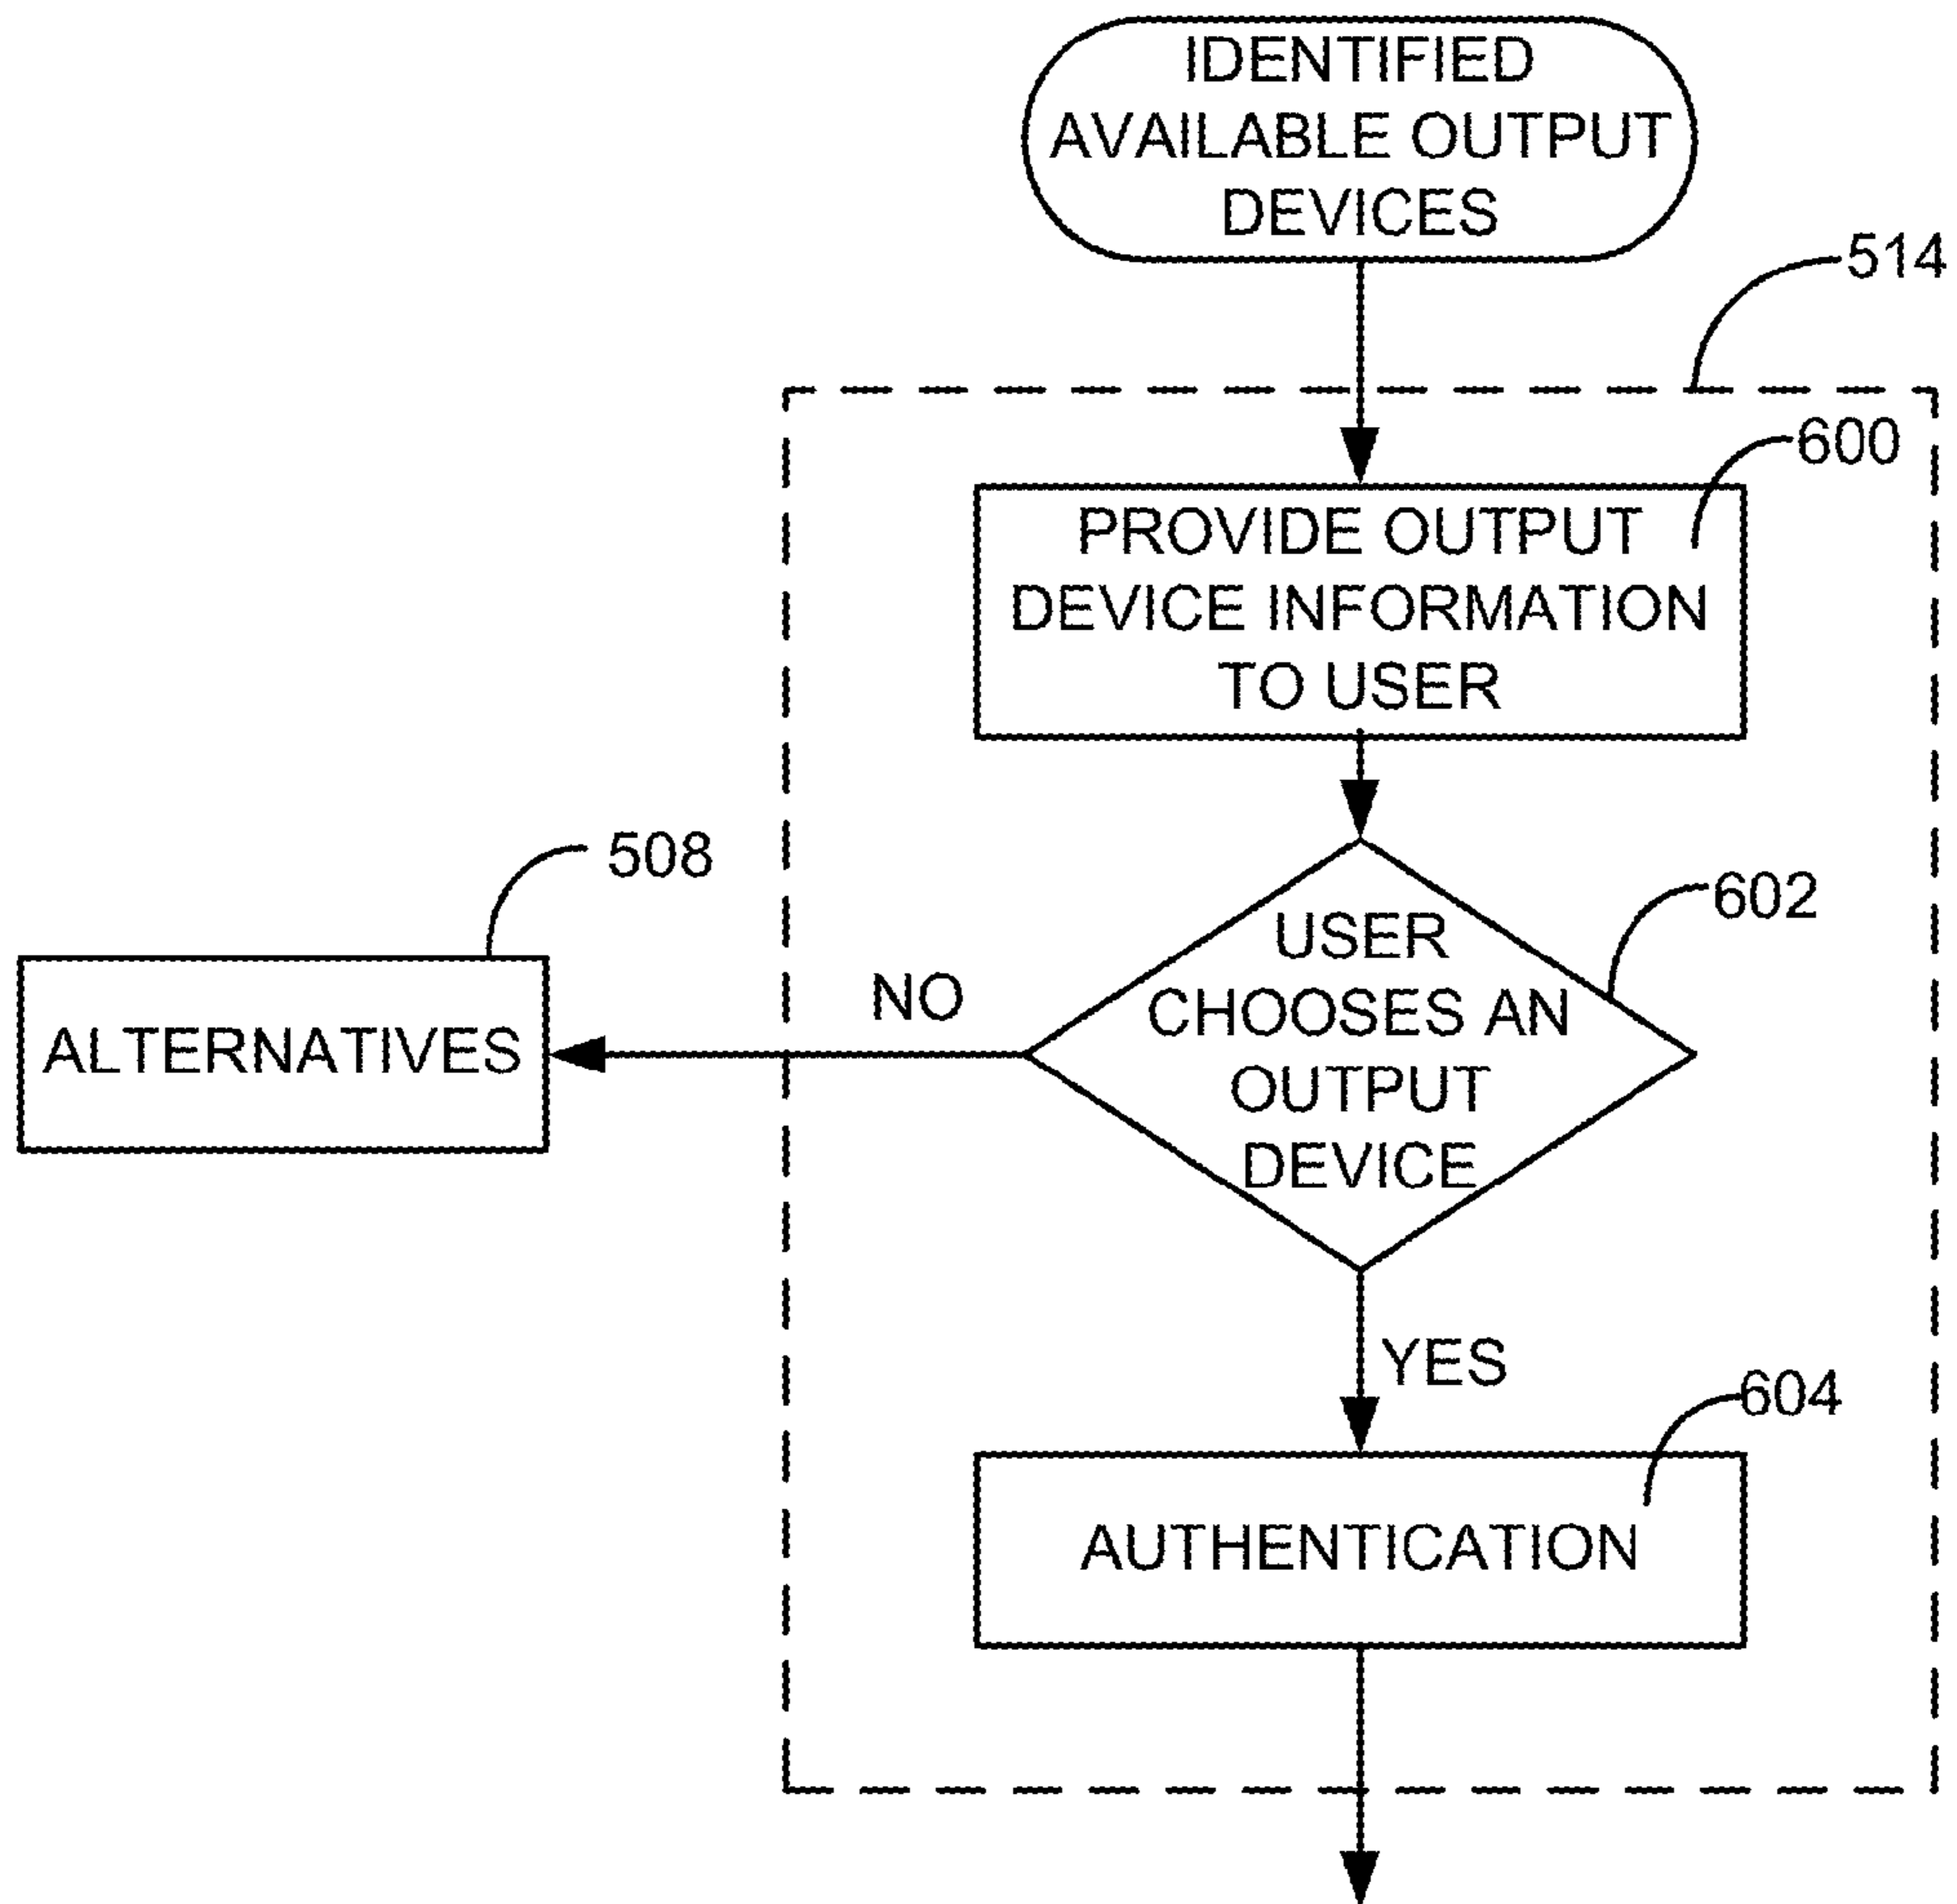 IDENTIFIED
AVAILABLE OUTPUT
DEVICES
514
600
PROVIDE OUTPUT
DEVICE INFORMATION
TO USER
508
602
USER
CHOOSES AN
OUTPUT
DEVICE
NO
ALTERNATIVES
YES
604
AUTHENTICATION